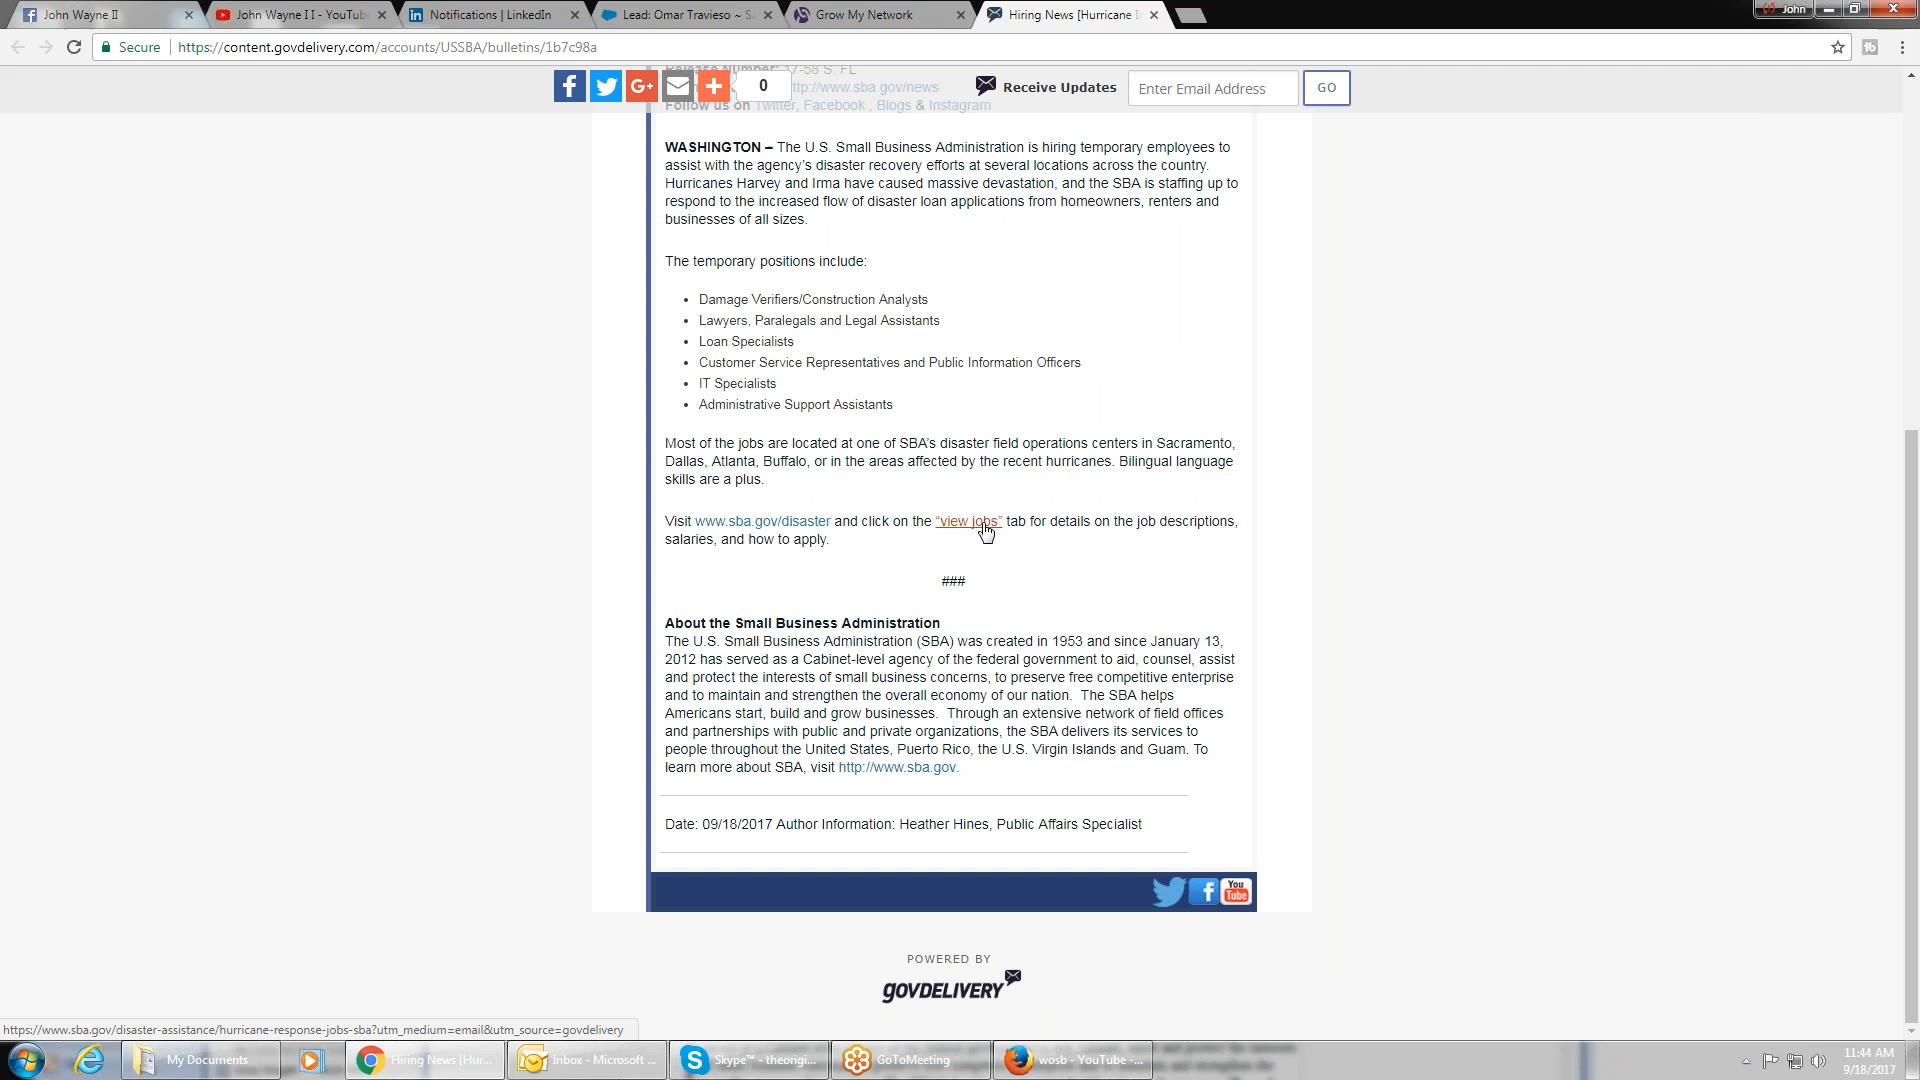 John Wayne II
John Wayne I I - YouTub
Notifications | LinkedIn
Lead: Omar Travieso ~ S
Grow My Network
Hiring News [Hurricane I
John
Secure
https://content.govdelivery.com/accounts/USSBA/bulletins/1b7c98a
Release Number: 17-58 S. FL
http://www.sba.gov/news
Follow us on Twitter, Facebook , Blogs & Instagram
0
Receive Updates
Enter Email Address
GO
WASHINGTON – The U.S. Small Business Administration is hiring temporary employees to
assist with the agency’s disaster recovery efforts at several locations across the country.
Hurricanes Harvey and Irma have caused massive devastation, and the SBA is staffing up to
respond to the increased flow of disaster loan applications from homeowners, renters and
businesses of all sizes.
The temporary positions include:
• Damage Verifiers/Construction Analysts
• Lawyers, Paralegals and Legal Assistants
• Loan Specialists
• Customer Service Representatives and Public Information Officers
• IT Specialists
• Administrative Support Assistants
Most of the jobs are located at one of SBA’s disaster field operations centers in Sacramento,
Dallas, Atlanta, Buffalo, or in the areas affected by the recent hurricanes. Bilingual language
skills are a plus.
Visit www.sba.gov/disaster and click on the “view jobs” tab for details on the job descriptions,
salaries, and how to apply.
###
About the Small Business Administration
The U.S. Small Business Administration (SBA) was created in 1953 and since January 13,
2012 has served as a Cabinet-level agency of the federal government to aid, counsel, assist
and protect the interests of small business concerns, to preserve free competitive enterprise
and to maintain and strengthen the overall economy of our nation.  The SBA helps
Americans start, build and grow businesses.  Through an extensive network of field offices
and partnerships with public and private organizations, the SBA delivers its services to
people throughout the United States, Puerto Rico, the U.S. Virgin Islands and Guam. To
learn more about SBA, visit http://www.sba.gov.
Date: 09/18/2017 Author Information: Heather Hines, Public Affairs Specialist
You Tube
POWERED BY
GOVDELIVERY
https://www.sba.gov/disaster-assistance/hurricane-response-jobs-sba?utm_medium=email&utm_source=govdelivery
My Documents
Hiring News [Hur...
Inbox - Microsoft ...
Skype™ - theorigi...
GoToMeeting
wosb - YouTube -...
11:44 AM
9/18/2017